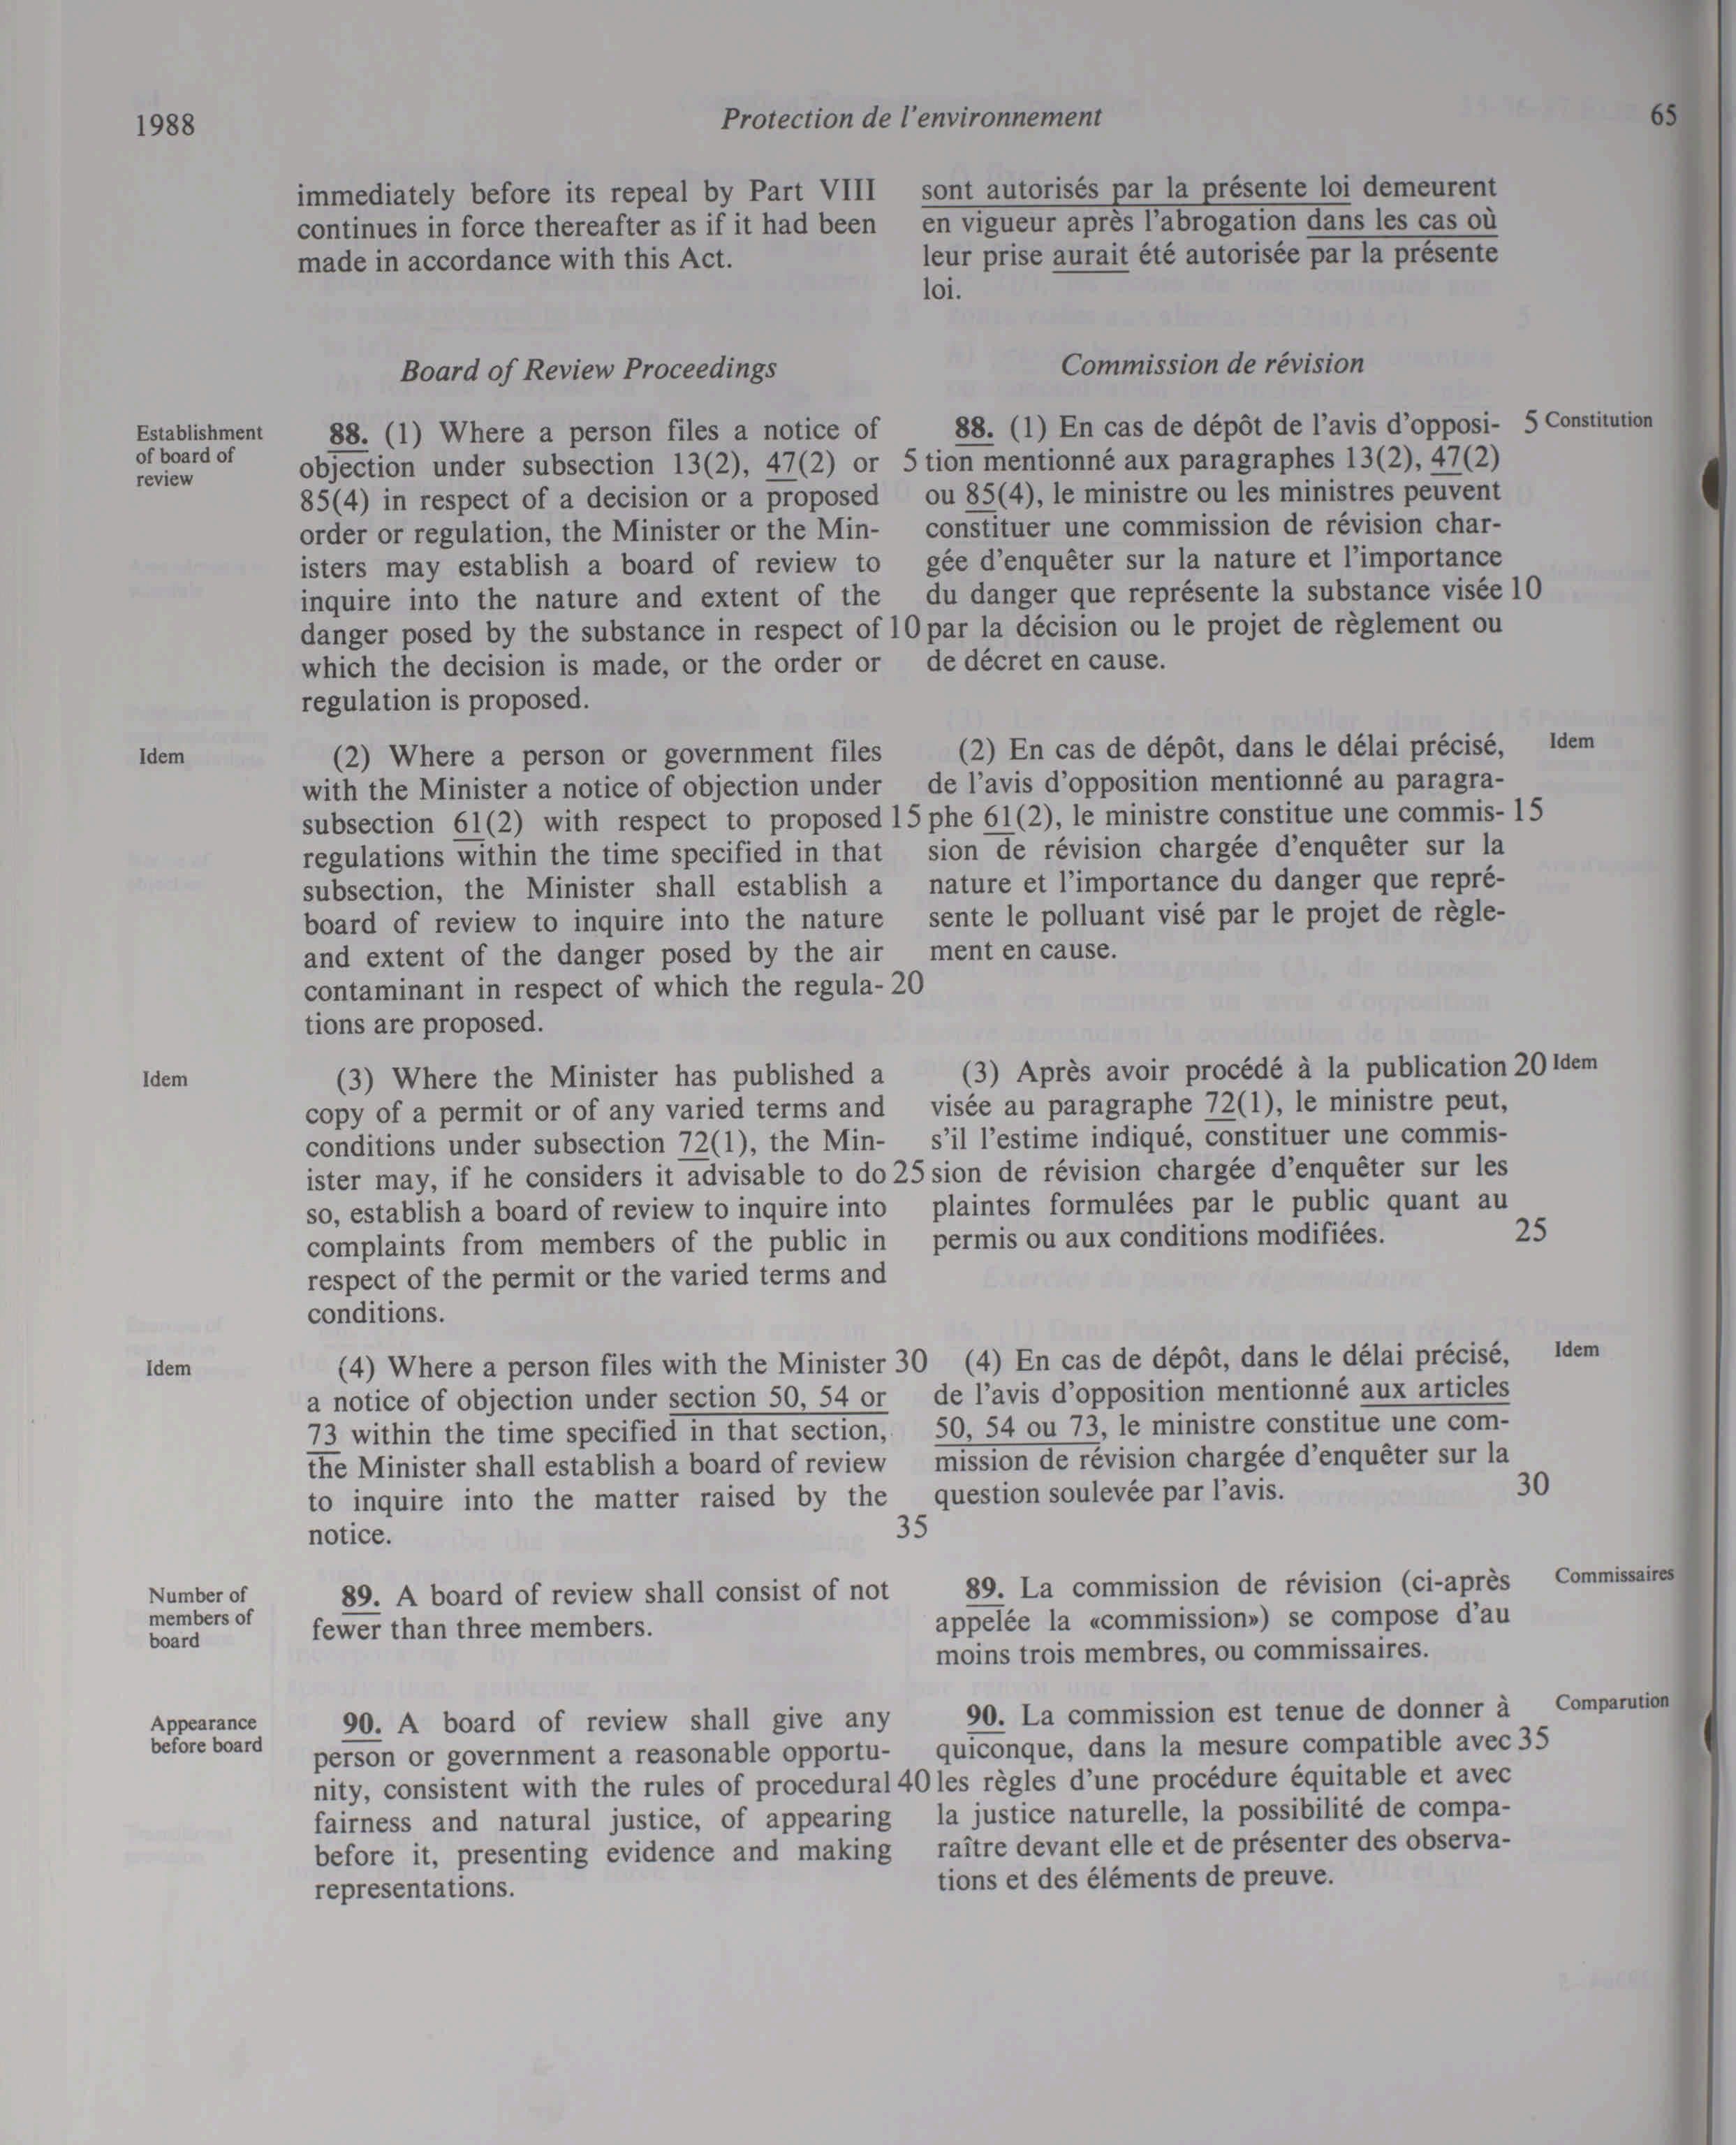 1988
Protection de l'environnement
65
immediately before its repeal by Part VIII
continues in force thereafter as if it had been
made in accordance with this Act.
Board of Review Proceedings
Establishment
of board of
review
88. (1) Where a person files a notice of
objection under subsection 13(2), 47(2) or 5
85(4) in respect of a decision or a proposed
order or regulation, the Minister or the Min-
isters may establish a board of review to
inquire into the nature and extent of the
danger posed by the substance in respect of 10
which the decision is made, or the order or
regulation is proposed.
Idem
(2) Where a person or government files
with the Minister a notice of objection under
subsection 61(2) with respect to proposed 15
regulations within the time specified in that
subsection, the Minister shall establish a
board of review to inquire into the nature
and extent of the danger posed by the air
contaminant in respect of which the regula- 20
tions are proposed.
Idem
(3) Where the Minister has published a
copy of a permit or of any varied terms and
conditions under subsection 72(1), the Min-
ister may, if he considers it advisable to do 25
so, establish a board of review to inquire into
complaints from members of the public in
respect of the permit or the varied terms and
conditions.
Idem
(4) Where a person files with the Minister 30
a notice of objection under section 50, 54 or
73 within the time specified in that section,
the Minister shall establish a board of review
to inquire into the matter raised by the
notice. 35
Number of
members of
board
89. A board of review shall consist of not
fewer than three members.
Appearance
before board
90. A board of review shall give any
person or government a reasonable opportu-
nity, consistent with the rules of procedural 40
fairness and natural justice, of appearing
before it, presenting evidence and making
representations.
sont autorisés par la présente loi demeurent
en vigueur après l'abrogation dans les cas où
leur prise aurait été autorisée par la présente
loi.
Commission de révision
88. (1) En cas de dépôt de l'avis d'opposi- 5
Constitution
tion mentionné aux paragraphes 13(2), 47(2)
ou 85(4), le ministre ou les ministres peuvent
constituer une commission de révision char-
gée d'enquêter sur la nature et l'importance
du danger que représente la substance visée 10
par la décision ou le projet de règlement ou
de décret en cause.
(2) En cas de dépôt, dans le délai précisé,
Idem
de l'avis d'opposition mentionné au paragra-
phe 61(2), le ministre constitue une commis- 15
sion de révision chargée d'enquêter sur la
nature et l'importance du danger que repré-
sente le polluant visé par le projet de règle-
ment en cause.
(3) Après avoir procédé à la publication 20
Idem
visée au paragraphe 72(1), le ministre peut,
s'il l'estime indiqué, constituer une commis-
sion de révision chargée d'enquêter sur les
plaintes formulées par le public quant au
permis ou aux conditions modifiées. 25
(4) En cas de dépôt, dans le délai précisé,
Idem
de l'avis d'opposition mentionné aux articles
50, 54 ou 73, le ministre constitue une com-
mission de révision chargée d'enquêter sur la
question soulevée par l'avis. 30
89. La commission de révision (ci-après
Commissaires
appelée la «commission») se compose d'au
moins trois membres, ou commissaires.
90. La commission est tenue de donner à
Comparution
quiconque, dans la mesure compatible avec 35
les règles d'une procédure équitable et avec
la justice naturelle, la possibilité de compa-
raître devant elle et de présenter des observa-
tions et des éléments de preuve.